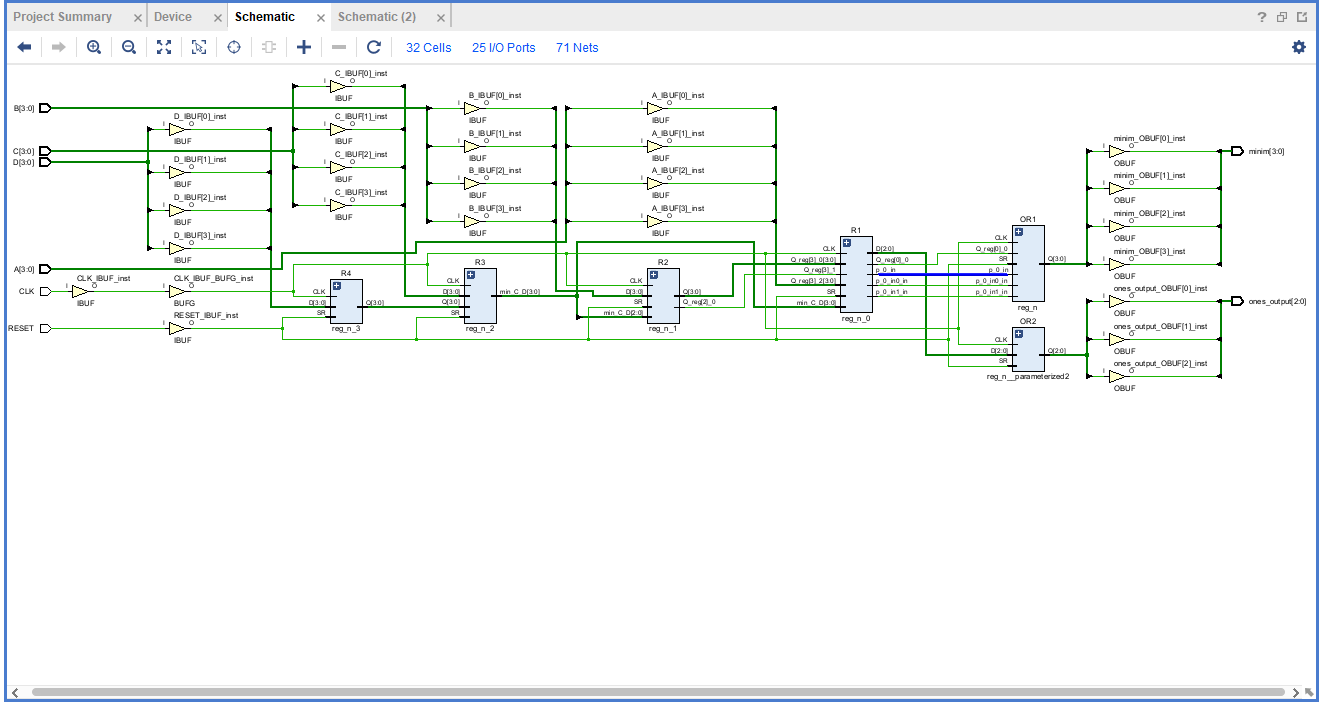 Project Summary
Device
Schematic
Schematic (2)
32 Cells
25 I/O Ports
71 Nets
B[3:0]
C[3:0]
D[3:0]
A[3:0]
CLK
RESET
D_IBUF[0]_inst
I
O
IBUF
D_IBUF[1]_inst
I
O
IBUF
D_IBUF[2]_inst
I
O
IBUF
D_IBUF[3]_inst
I
O
IBUF
CLK_IBUF_inst
I
O
IBUF
CLK_IBUF_BUFG_inst
I
O
BUFG
RESET_IBUF_inst
I
O
IBUF
C_IBUF[0]_inst
I
O
IBUF
C_IBUF[1]_inst
I
O
IBUF
C_IBUF[2]_inst
I
O
IBUF
C_IBUF[3]_inst
I
O
IBUF
R4
CLK
D[3:0]
SR
Q[3:0]
reg_n_3
B_IBUF[0]_inst
I
O
IBUF
B_IBUF[1]_inst
I
O
IBUF
B_IBUF[2]_inst
I
O
IBUF
B_IBUF[3]_inst
I
O
IBUF
R3
CLK
D[3:0]
Q[3:0]
SR
min_C_D[3:0]
reg_n_2
A_IBUF[0]_inst
I
O
IBUF
A_IBUF[1]_inst
I
O
IBUF
A_IBUF[2]_inst
I
O
IBUF
A_IBUF[3]_inst
I
O
IBUF
R2
CLK
D[3:0]
SR
min_C_D[2:0]
Q[3:0]
Q_reg[2]_0
reg_n_1
R1
CLK
Q_reg[3]_0[3:0]
Q_reg[3]_1
Q_reg[3]_2[3:0]
SR
min_C_D[3:0]
D[2:0]
Q_reg[0]_0
p_0_in
p_0_in0_in
p_0_in1_in
reg_n_0
OR1
CLK
Q_reg[0]_0
SR
p_0_in
p_0_in0_in
p_0_in1_in
Q[3:0]
reg_n
OR2
CLK
D[2:0]
SR
Q[2:0]
reg_n__parameterized2
minim_OBUF[0]_inst
I
O
OBUF
minim_OBUF[1]_inst
I
O
OBUF
minim_OBUF[2]_inst
I
O
OBUF
minim_OBUF[3]_inst
I
O
OBUF
ones_output_OBUF[0]_inst
I
O
OBUF
ones_output_OBUF[1]_inst
I
O
OBUF
ones_output_OBUF[2]_inst
I
O
OBUF
minim[3:0]
ones_output[2:0]